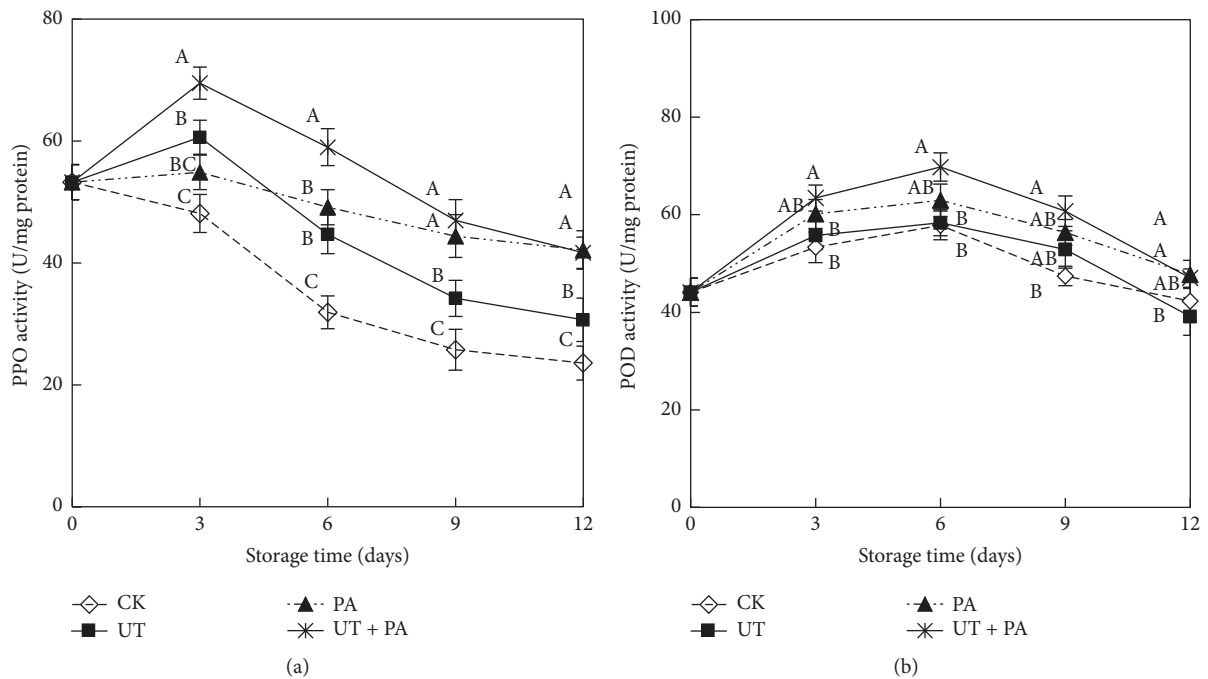 80
60
40
20
0
PPO activity (U/mg protein)
A
B
BC
C
A
B
B
C
A
A
B
C
A
A
B
C
0 3 6 9 12
Storage time (days)
CK
UT
PA
UT + PA
(a)
100
80
60
40
20
0
POD activity (U/mg protein)
A
AB
B
B
A
AB
B
B
A
AB
AB
B
A
A
AB
B
0 3 6 9 12
Storage time (days)
CK
UT
PA
UT + PA
(b)